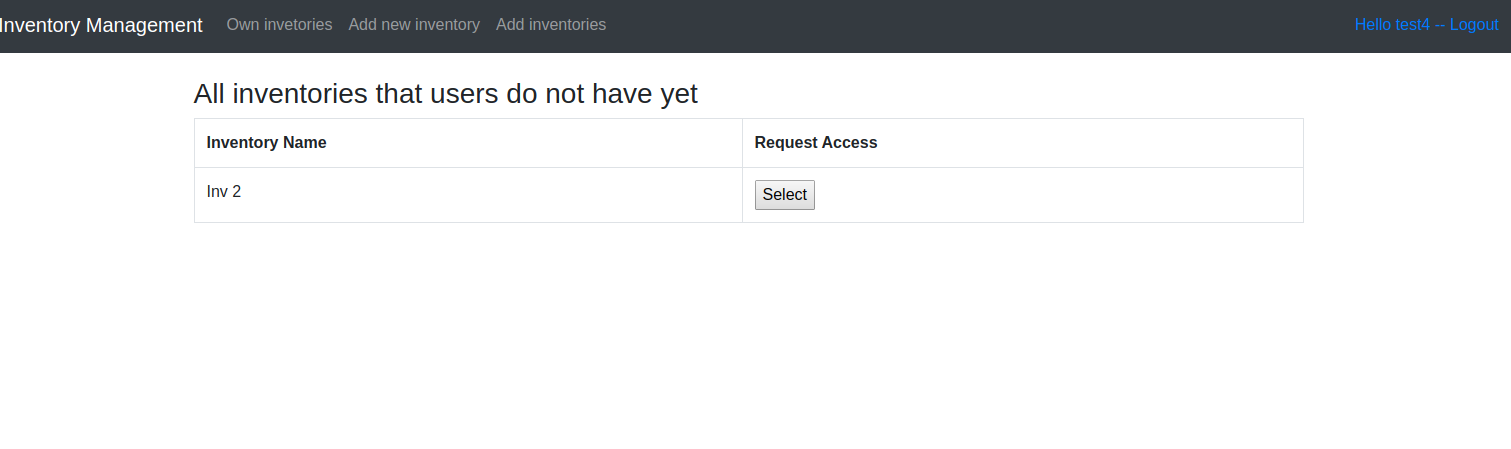 Inventory Management Own invetories Add new inventory Add inventories Hello test4 -- Logout
All inventories that users do not have yet
Inventory Name Request Access
Inv 2 Select